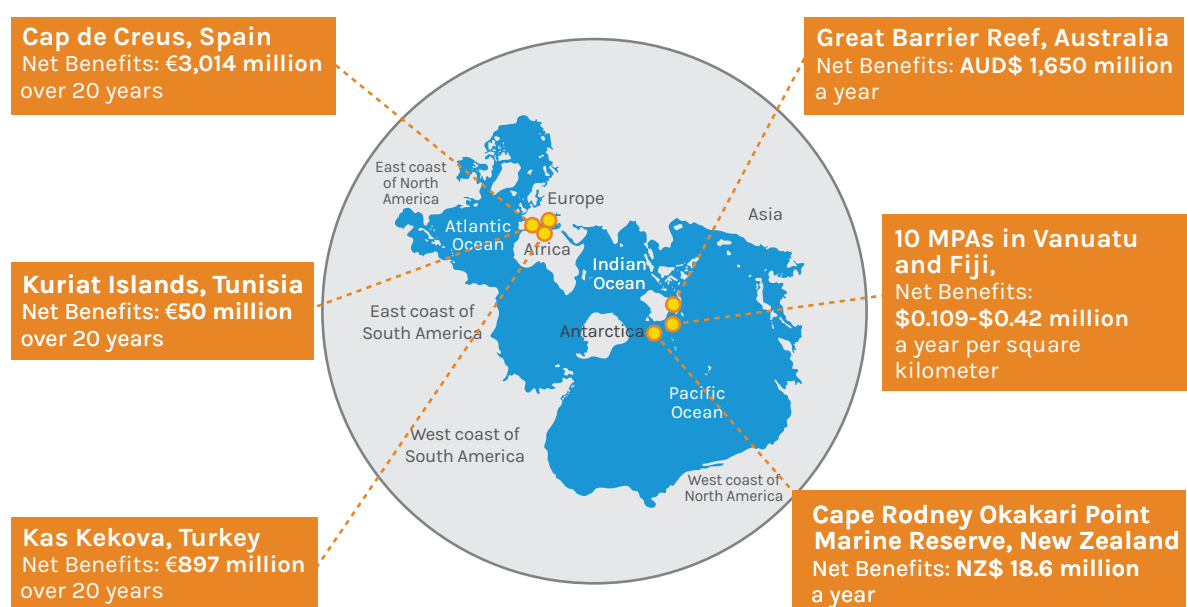 Cap de Creus, Spain
Net Benefits: €3,014 million
over 20 years
Great Barrier Reef, Australia
Net Benefits: AUD$ 1,650 million
a year
East coast
of North
America
Europe
Asia
Atlantic
Ocean
Africa
Indian
Ocean
10 MPAs in Vanuatu
and Fiji,
Net Benefits:
$0.109-$0.42 million
a year per square
kilometer
Kuriat Islands, Tunisia
Net Benefits: €50 million
over 20 years
East coast of
South America
Antarctica
Pacific
Ocean
West coast of
South America
West coast of
North America
Kas Kekova, Turkey
Net Benefits: €897 million
over 20 years
Cape Rodney Okakari Point
Marine Reserve, New Zealand
Net Benefits: NZ$ 18.6 million
a year